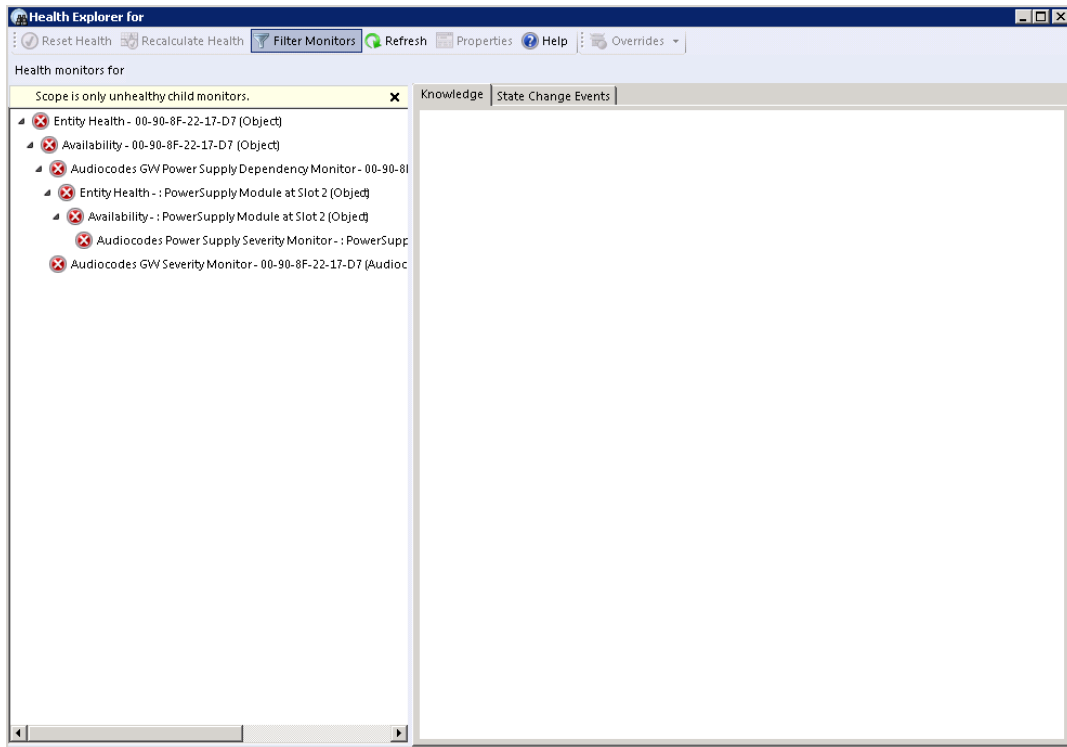 Health Explorer for
Reset Health Recalculate Health Filter Monitors Refresh Properties Help Overrides
Health monitors for
Scope is only unhealthy child monitors.
Knowledge State Change Events
Entity Health - 00-90-8F-22-17-D7 (Object)
Availability - 00-90-8F-22-17-D7 (Object)
Audiocodes GW Power Supply Dependency Monitor - 00-90-8
Entity Health - : PowerSupply Module at Slot 2 (Object)
Availability - : PowerSupply Module at Slot 2 (Object)
Audiocodes Power Supply Severity Monitor - : PowerSupp
Audiocodes GW Severity Monitor - 00-90-8F-22-17-D7 (Audioc